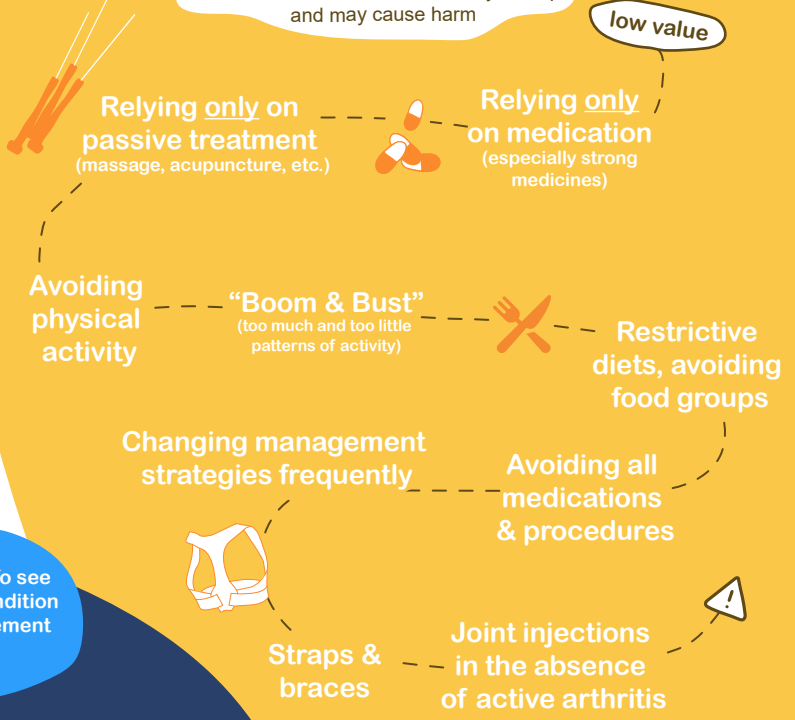 and may cause harm
low value
Relying only
on medication
(especially strong
medicines)
Relying only on
passive treatment
(massage, acupuncture, etc.)
Avoiding
physical
activity
“Boom & Bust”
(too much and too little
patterns of activity)
Restrictive
diets, avoiding
food groups
Avoiding all
medications
& procedures
Changing management
strategies frequently
Straps &
braces
Joint injections
in the absence
of active arthritis
!
see